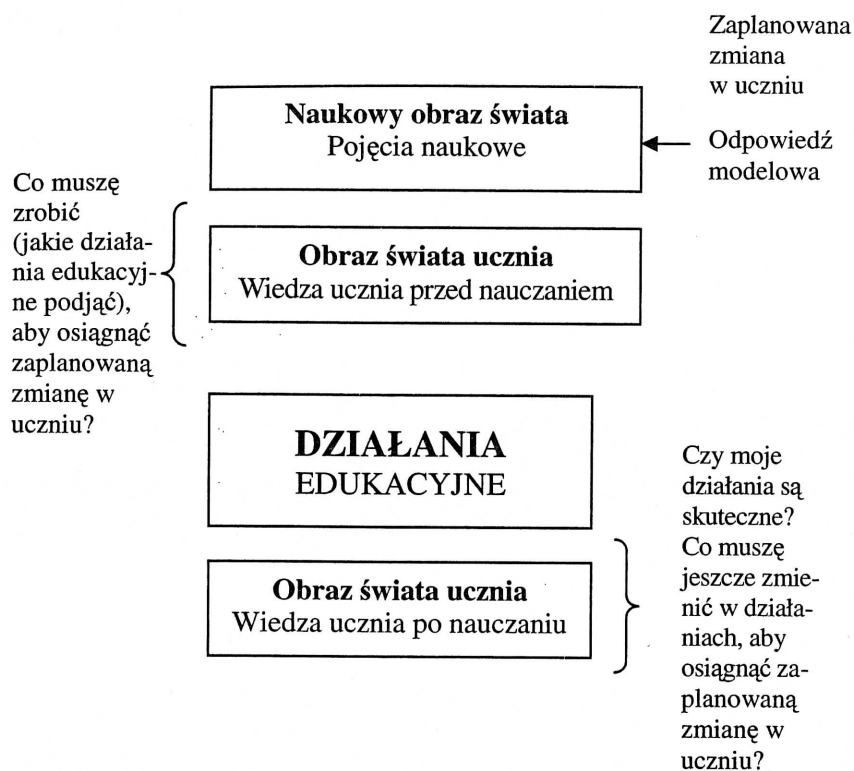 Zaplanowana
zmiana
w uczniu
Naukowy obraz świata
Pojęcia naukowe
Odpowiedź
modelowa
Co muszę
zrobić
(jakie działa-
nia edukacyj-
ne podjąć),
aby osiągnąć
zaplanowaną
zmianę w
uczniu?
Obraz świata ucznia
Wiedza ucznia przed nauczaniem
DZIAŁANIA
EDUKACYJNE
Czy moje
działania są
skuteczne?
Co muszę
jeszcze zmie-
nić w działa-
niach, aby
osiągnąć za-
planowaną
zmianę w
uczniu?
Obraz świata ucznia
Wiedza ucznia po nauczaniu